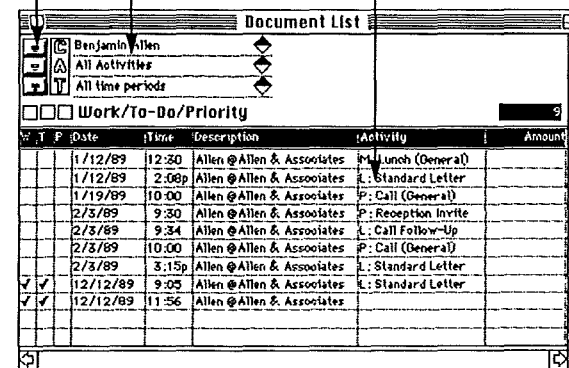 Document List
C Benjamin Allen
A All Activities
T All time periods
Work/To-Do/Priority 9
W T P Date Time Description Activity Amount
1/12/89 12:30 Allen @ Allen & Associates M: Lunch (General)
1/12/89 2:08p Allen @ Allen & Associates L: Standard Letter
1/19/89 10:00 Allen @ Allen & Associates P: Call (General)
2/3/89 9:30 Allen @ Allen & Associates P: Reception Invite
2/3/89 9:34 Allen @ Allen & Associates L: Call Follow-Up
2/3/89 10:00 Allen @ Allen & Associates P: Call (General)
2/3/89 3:15p Allen @ Allen & Associates L: Standard Letter
✓ ✓ 12/12/89 9:05 Allen @ Allen & Associates L: Standard Letter
✓ ✓ 12/12/89 11:56 Allen @ Allen & Associates